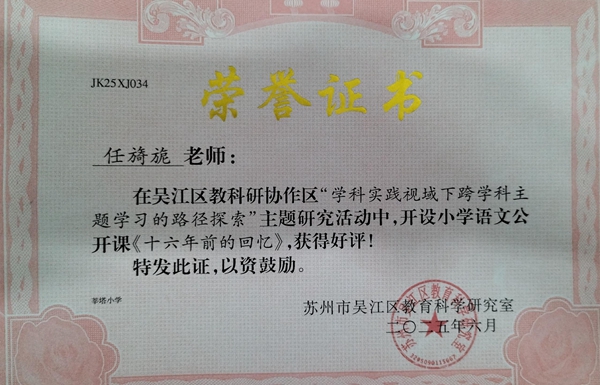 JK25XJ034
荣誉证书
任旖旎 老师：
在吴江区教科研协作区“学科实践视域下跨学科主
题学习的路径探索”主题研究活动中，开设小学语文公
开课《十六年前的回忆》，获得好评！
特发此证，以资鼓励。
莘塔小学
苏州市吴江区教育科学研究室
二〇二五年六月